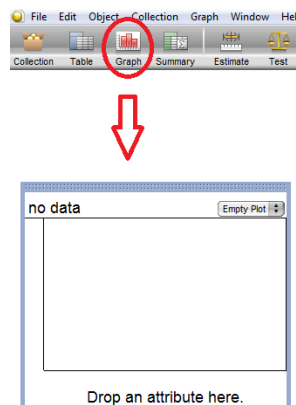 File Edit Object Collection Graph Window Hel
Collection Table Graph Summary Estimate Test
no data Empty Plot
Drop an attribute here.